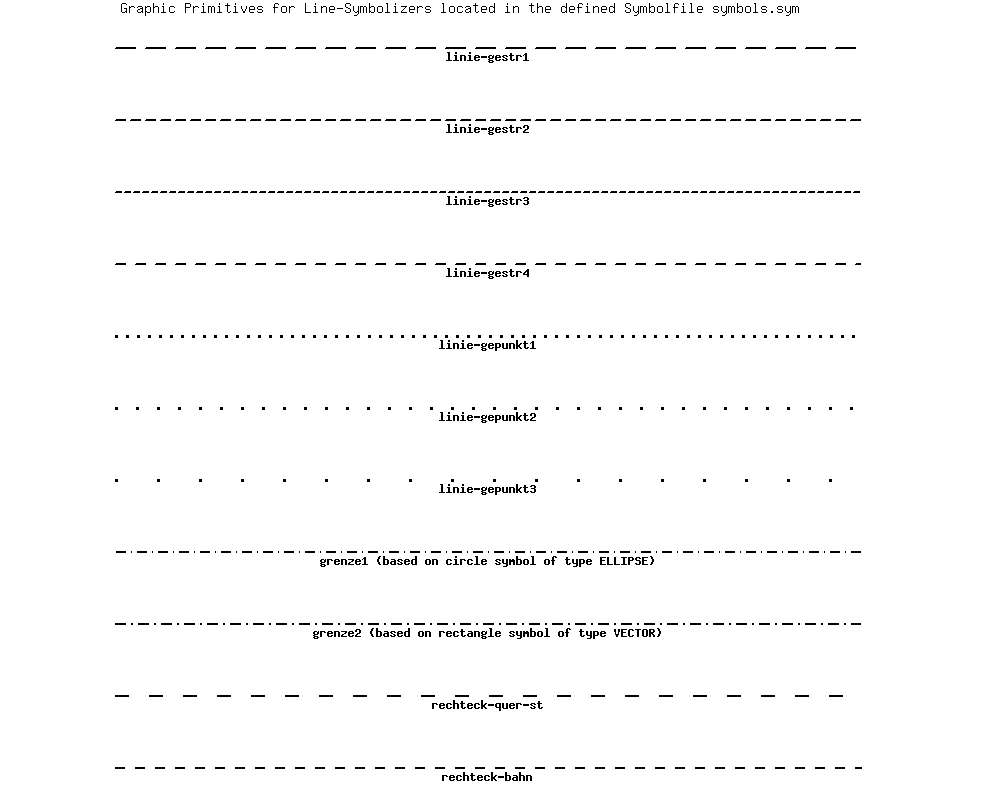 Graphic Primitives for Line-Symbolizers located in the defined Symbolfile symbols.sym
linie-gestr1
linie-gestr2
linie-gestr3
linie-gestr4
linie-gepunkt1
linie-gepunkt2
linie-gepunkt3
grenze1 (based on circle symbol of type ELLIPSE)
grenze2 (based on rectangle symbol of type VECTOR)
rechteck-quer-st
rechteck-bahn